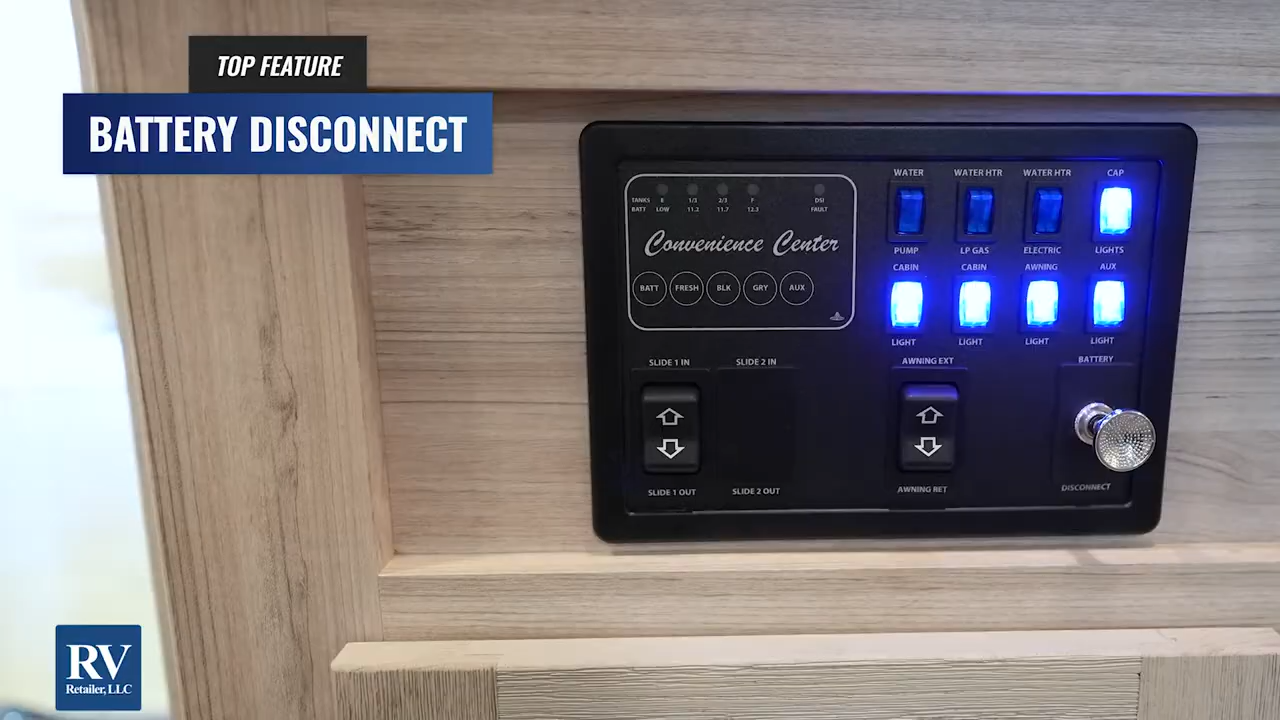 TOP FEATURE
BATTERY DISCONNECT
TANKS E 1/3 2/3 F DSI
BATT LOW 11.2 11.7 12.3 FAULT
Convenience Center
BATT FRESH BLK GRY AUX
WATER WATER HTR WATER HTR CAP
PUMP LP GAS ELECTRIC LIGHTS
CABIN CABIN AWNING AUX
LIGHT LIGHT LIGHT LIGHT
SLIDE 1 IN SLIDE 2 IN AWNING EXT BATTERY
SLIDE 1 OUT SLIDE 2 OUT AWNING RET DISCONNECT
RV
Retailer, LLC